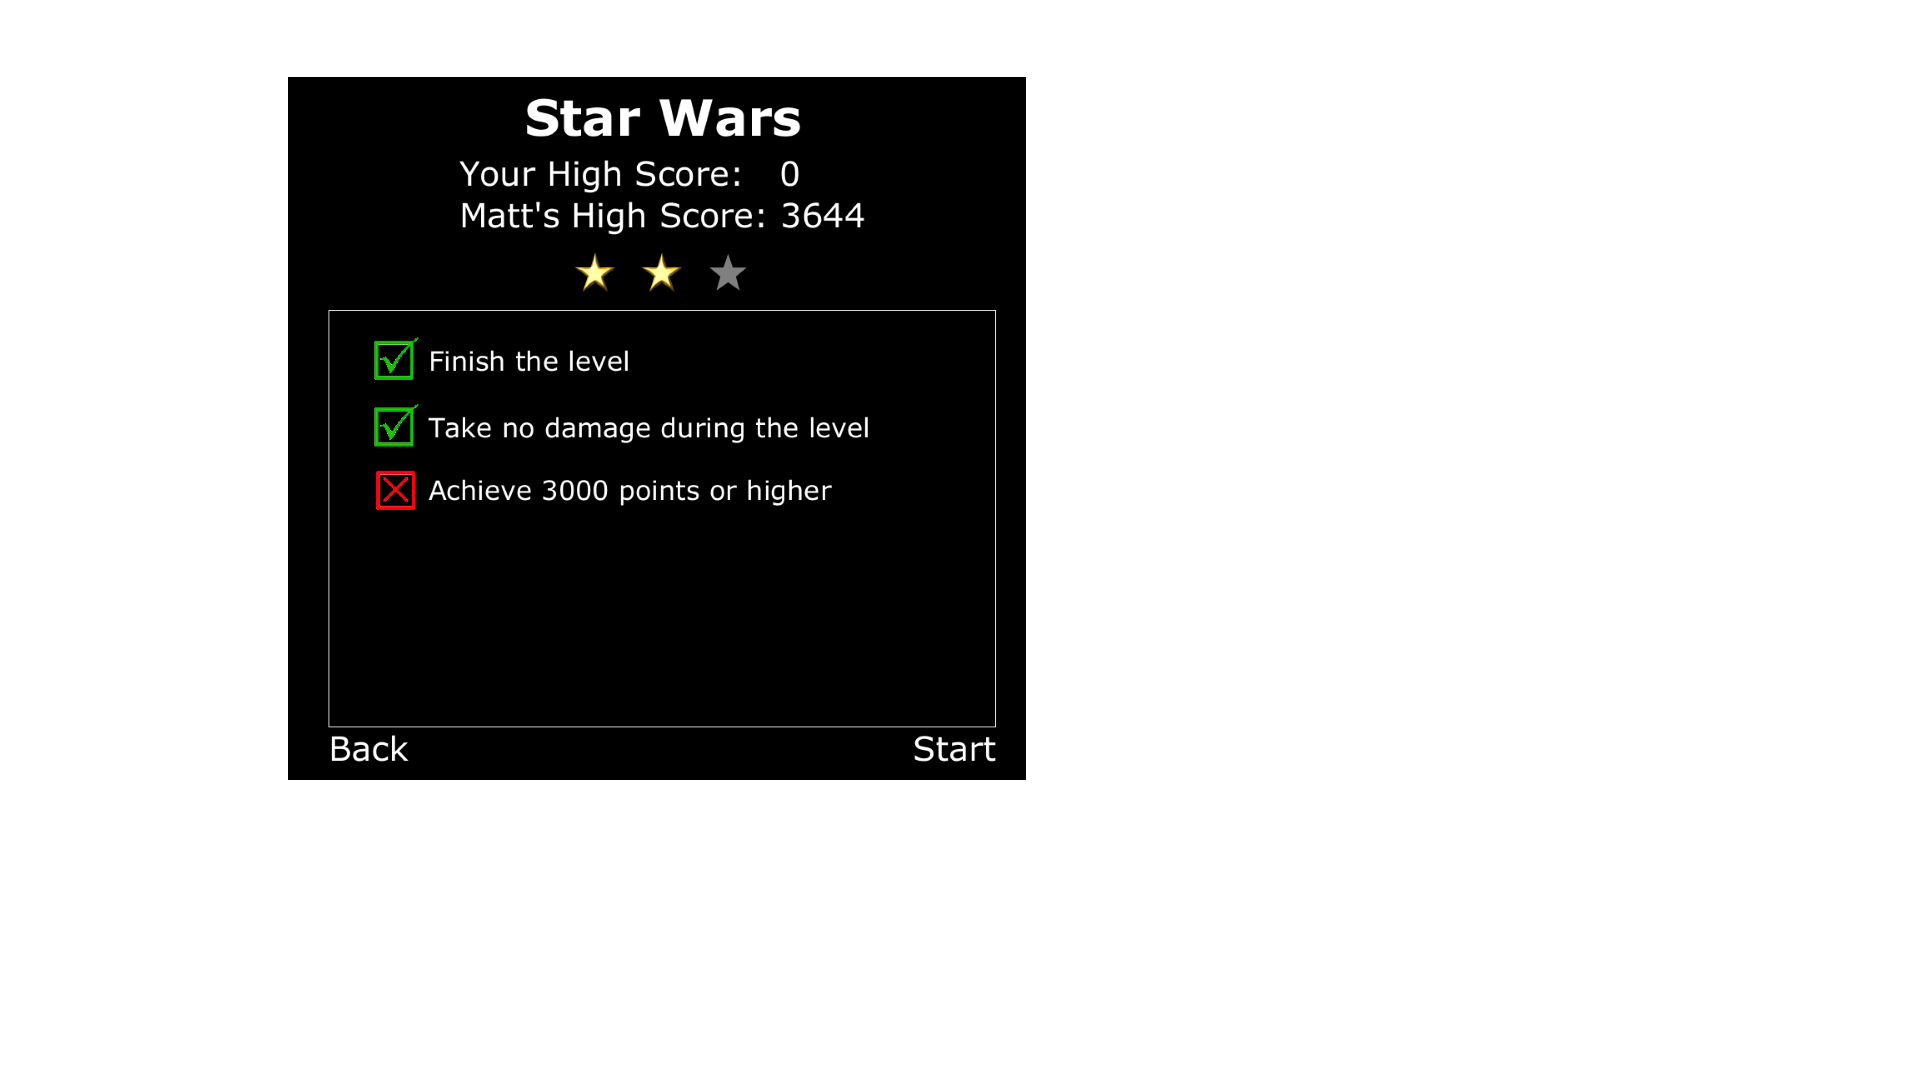 Star Wars
Your High Score: 0
Matt's High Score: 3644
Finish the level
Take no damage during the level
Achieve 3000 points or higher
Back Start